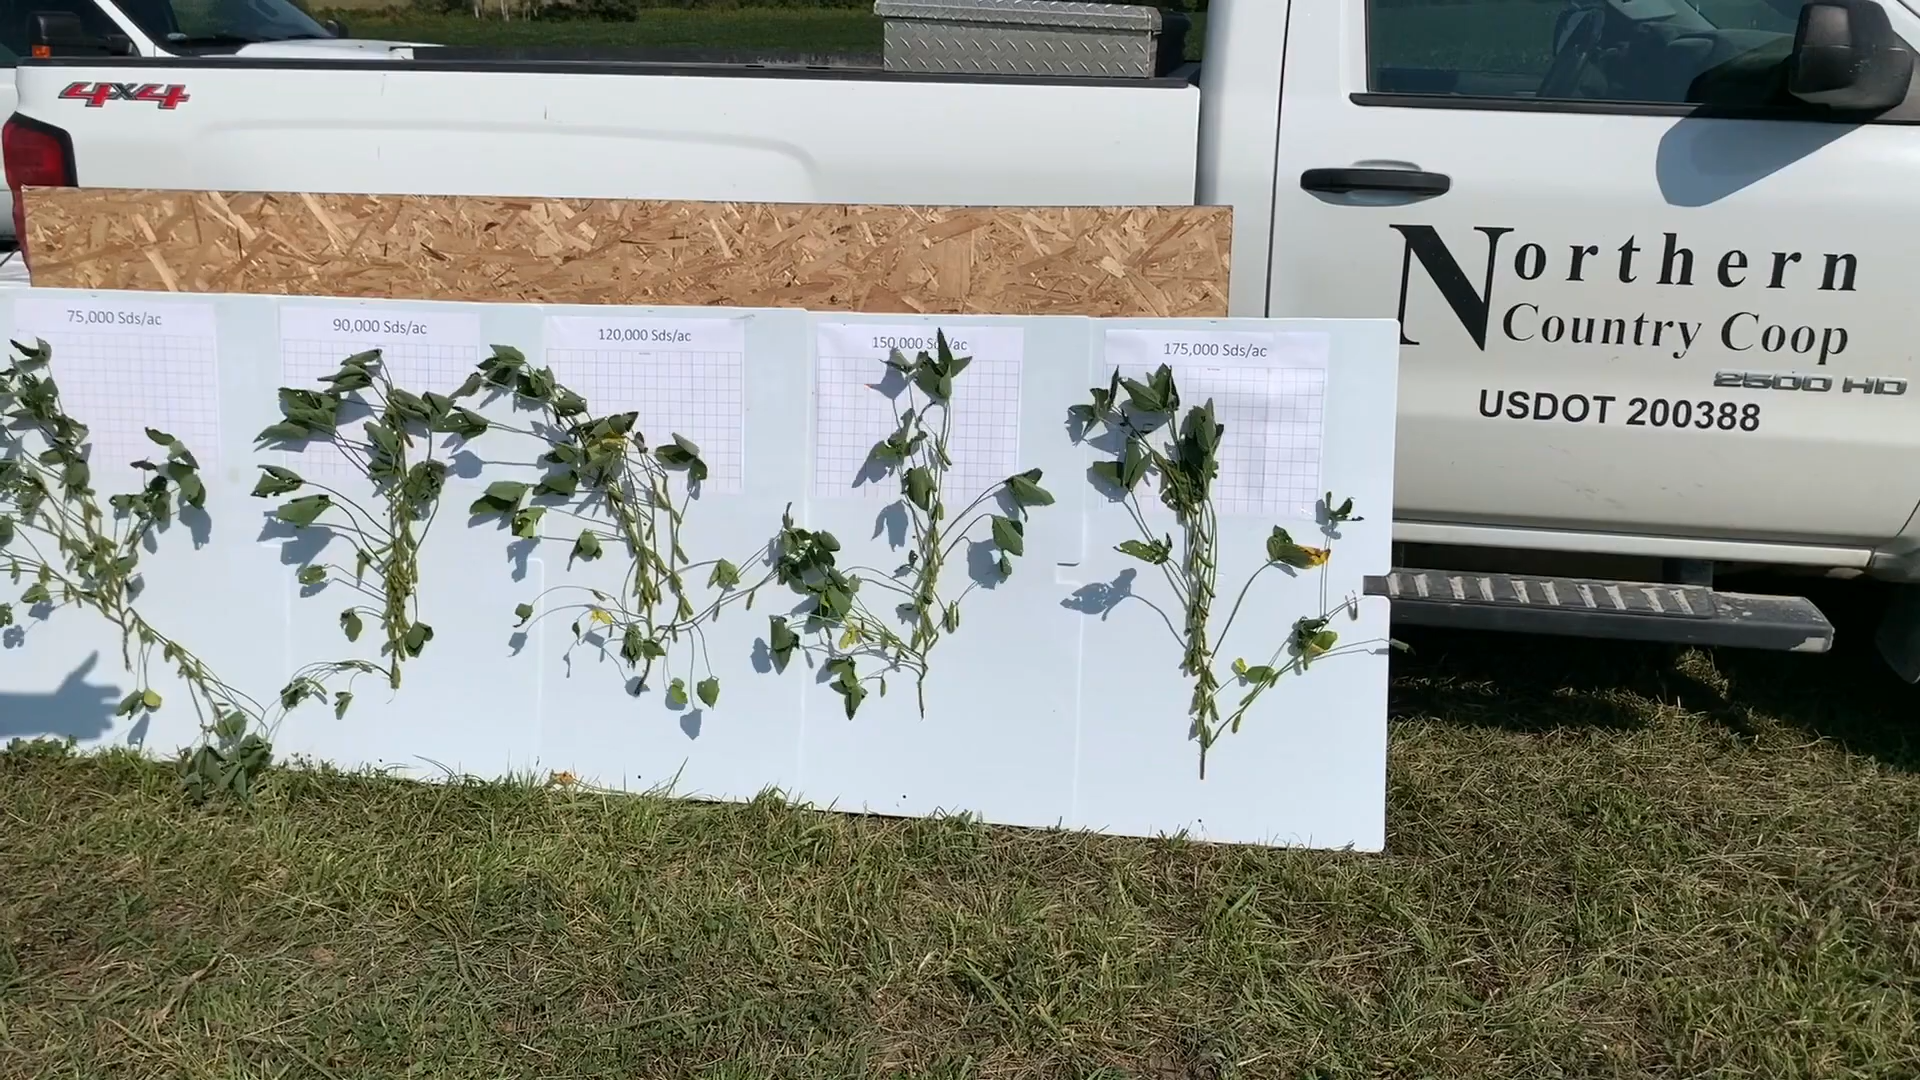 4x4
75,000 Sds/ac
90,000 Sds/ac
120,000 Sds/ac
150,000 Sds/ac
175,000 Sds/ac
Northern
Country Coop
2500 HD
USDOT 200388